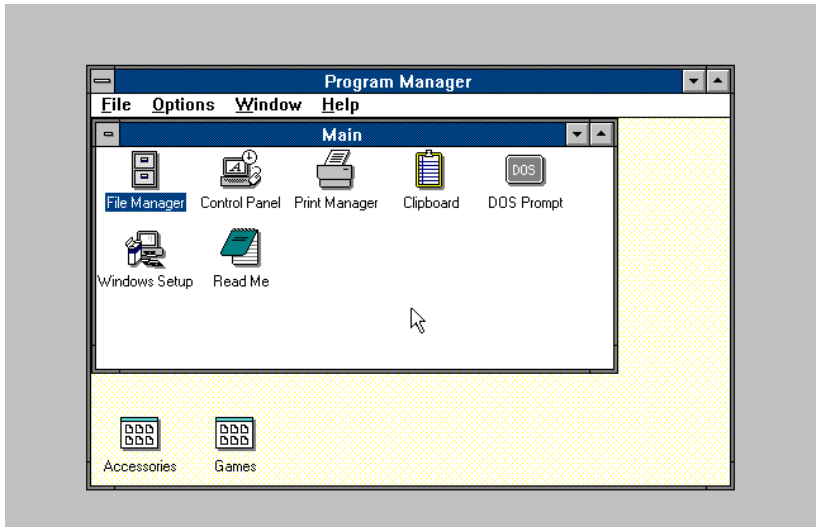 Program Manager
File Options Window Help
Main
File Manager Control Panel Print Manager Clipboard DOS Prompt
DOS
Windows Setup Read Me
Accessories Games